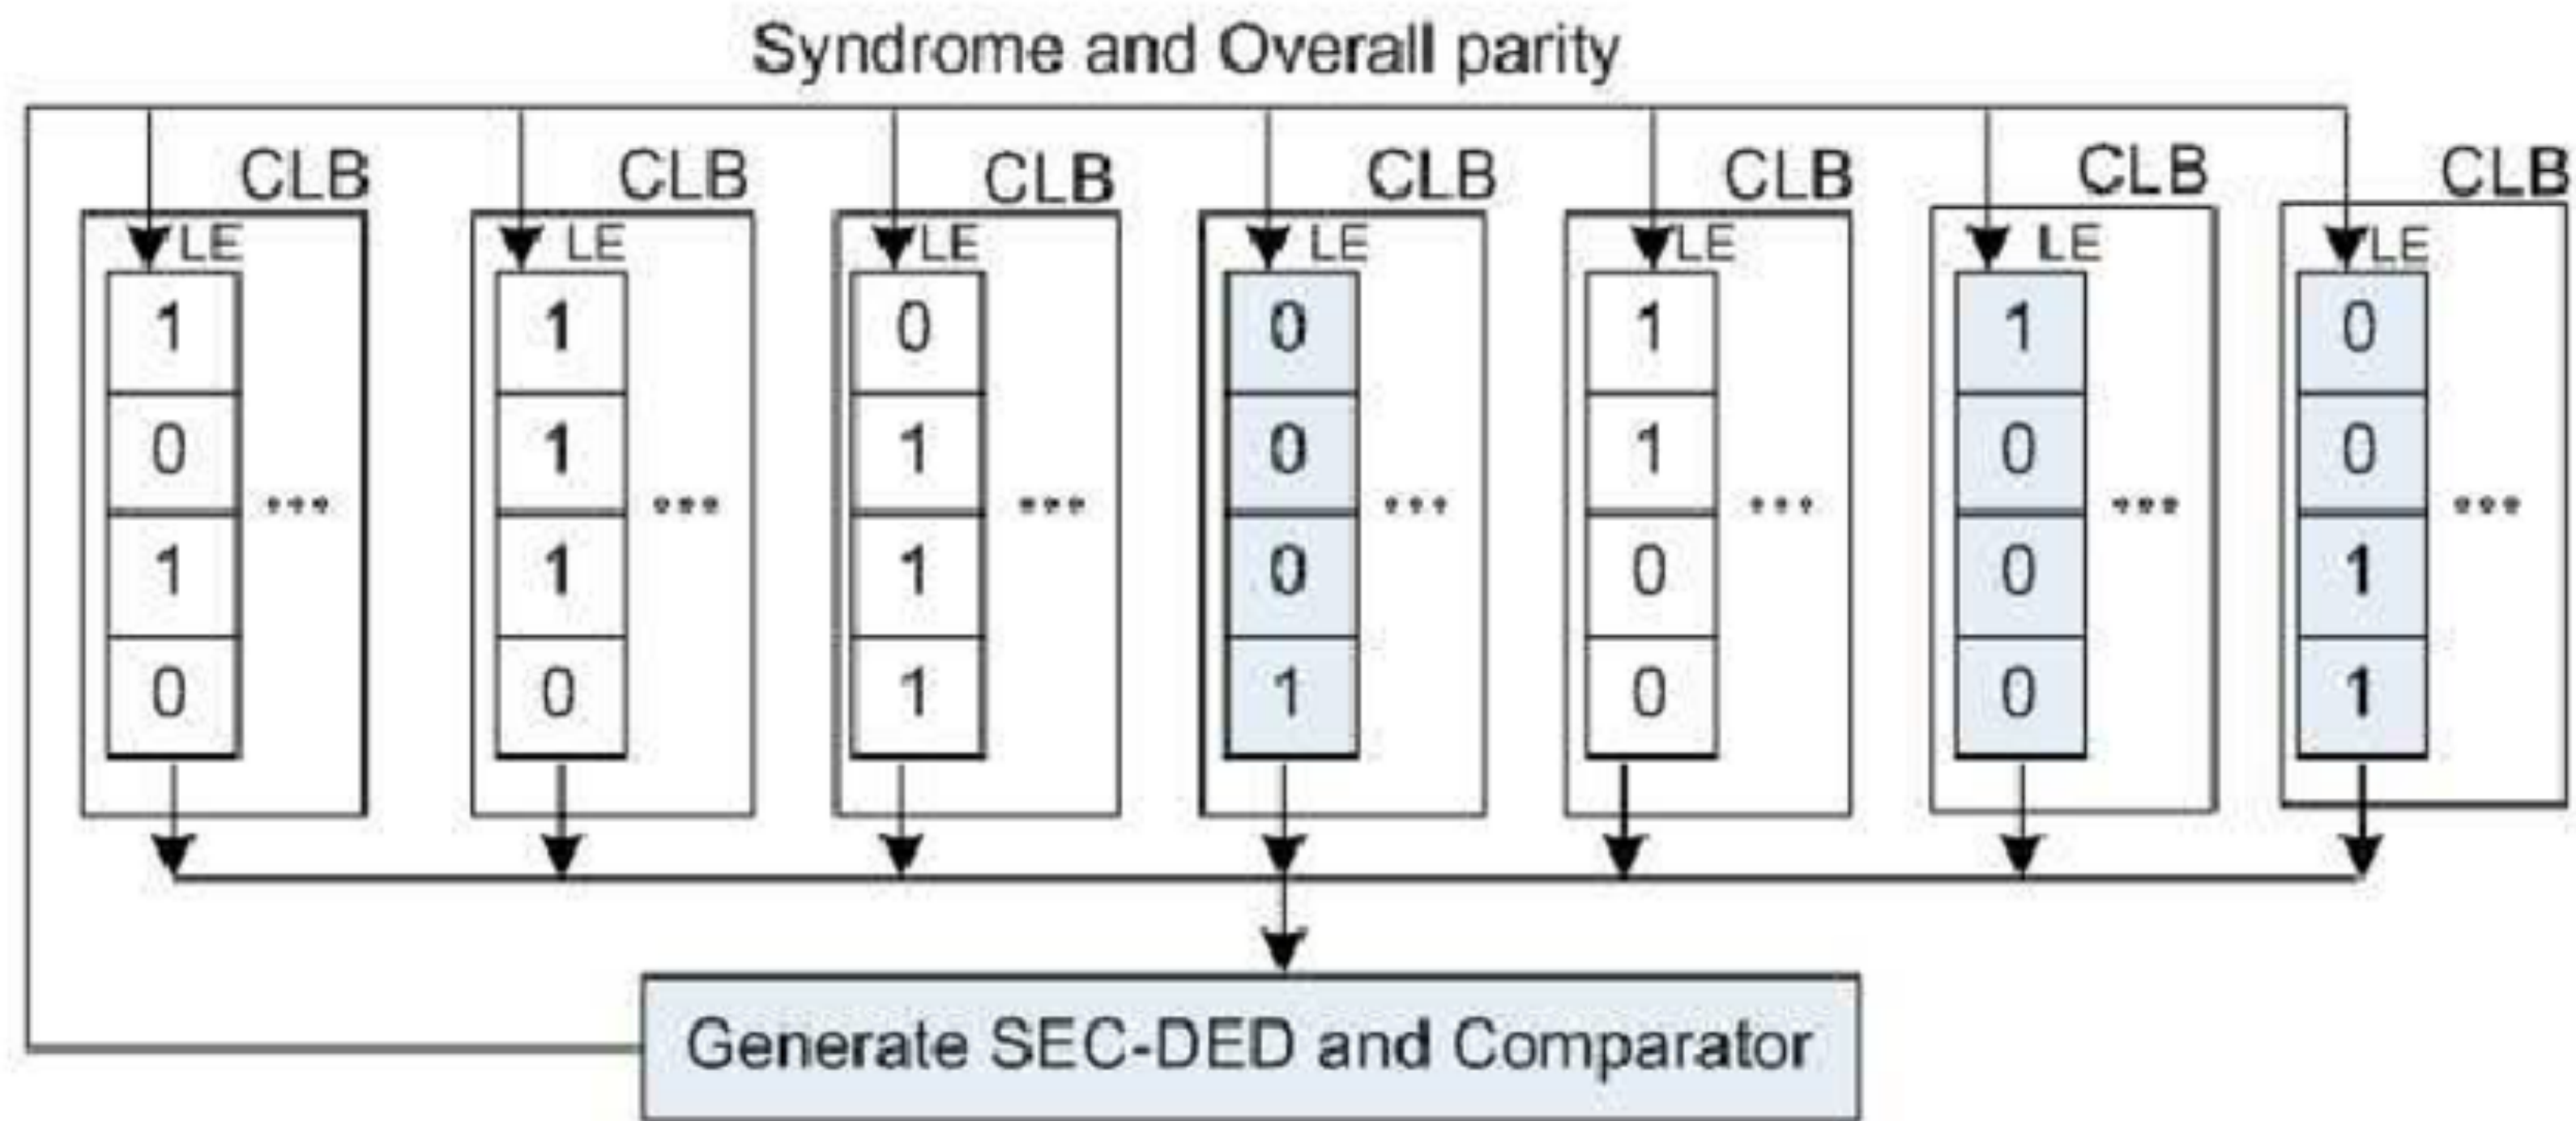 Syndrome and Overall parity
CLB CLB CLB CLB CLB CLB CLB
LE LE LE LE LE LE LE
1 1 0 0 1 1 0
0 1 1 0 1 0 0
... ... ... ... ... ... ...
1 1 1 0 0 0 1
0 0 1 1 0 0 1
Generate SEC-DED and Comparator